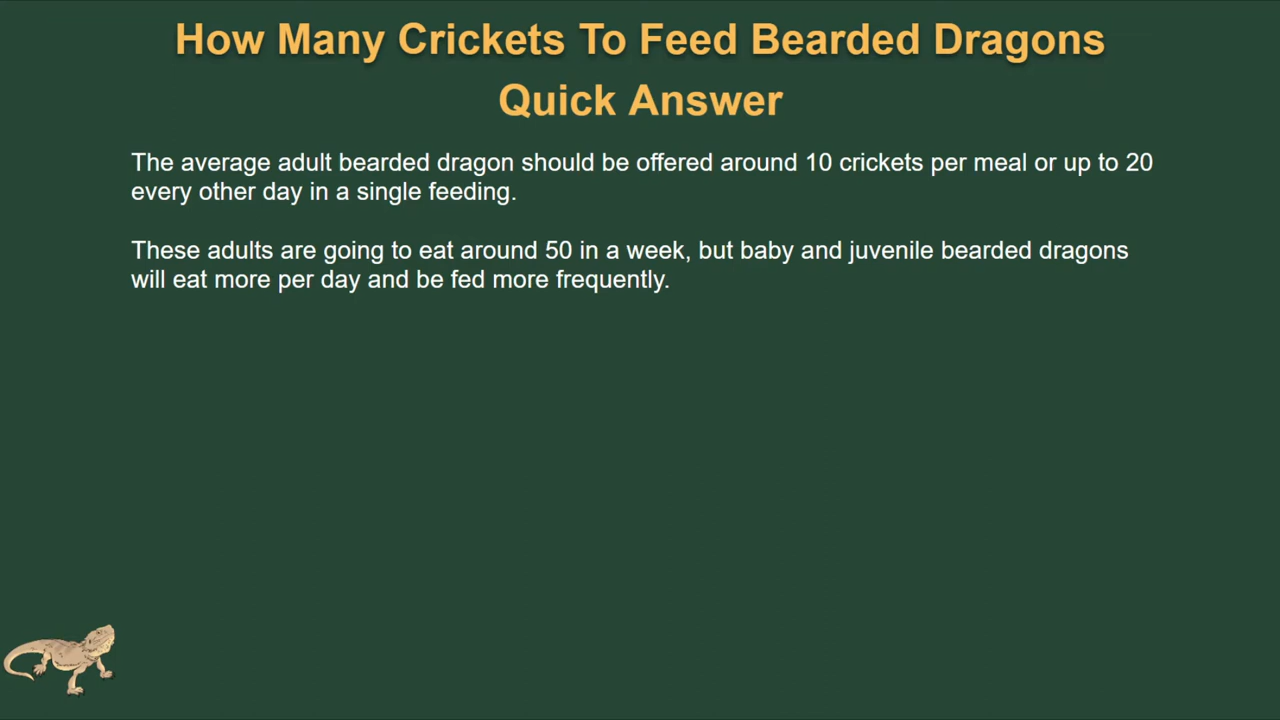 How Many Crickets To Feed Bearded Dragons
Quick Answer
The average adult bearded dragon should be offered around 10 crickets per meal or up to 20
every other day in a single feeding.
These adults are going to eat around 50 in a week, but baby and juvenile bearded dragons
will eat more per day and be fed more frequently.